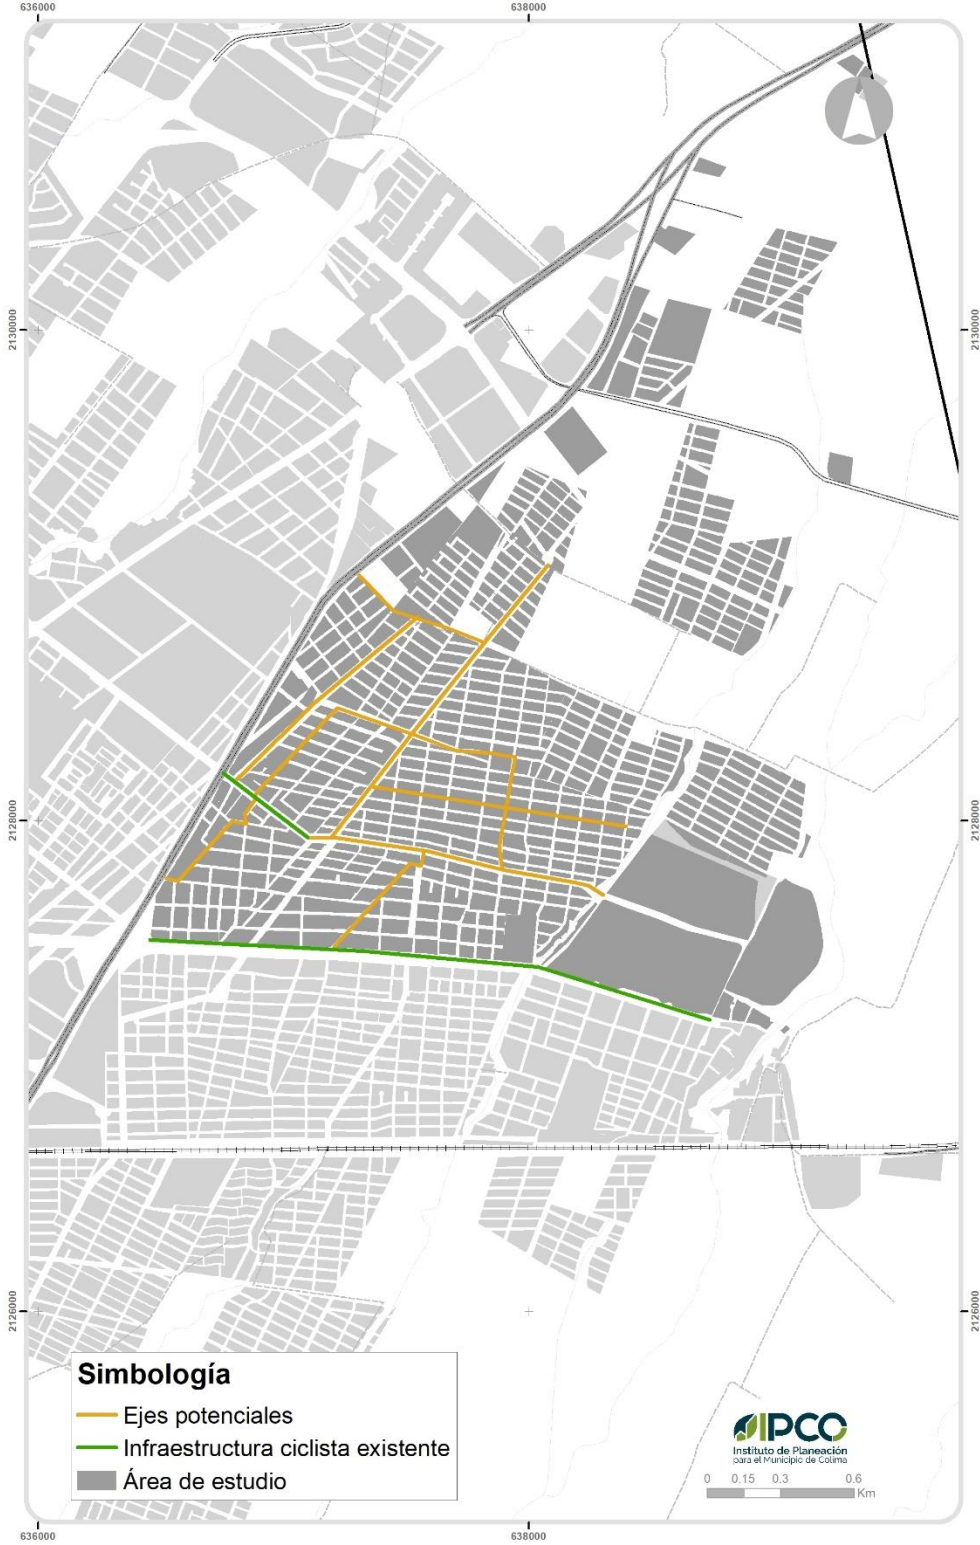 636000
638000
2130000
2130000
2128000
2128000
2126000
2126000
Simbología
Ejes potenciales
Infraestructura ciclista existente
Área de estudio
IPCO
Instituto de Planeación
para el Municipio de Colima
0 0.15 0.3 0.6
Km
636000
638000